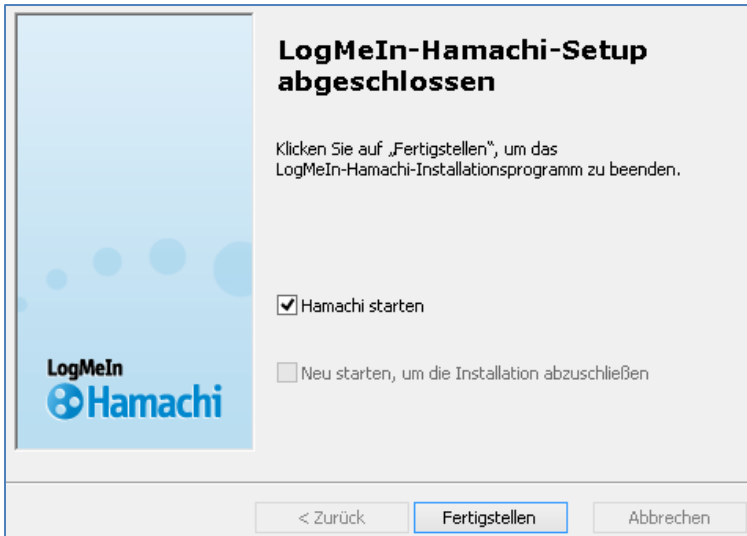 LogMeIn-Hamachi-Setup
abgeschlossen
Klicken Sie auf „Fertigstellen“, um das
LogMeIn-Hamachi-Installationsprogramm zu beenden.
Hamachi starten
Neu starten, um die Installation abzuschließen
LogMeIn
Hamachi
< Zurück
Fertigstellen
Abbrechen